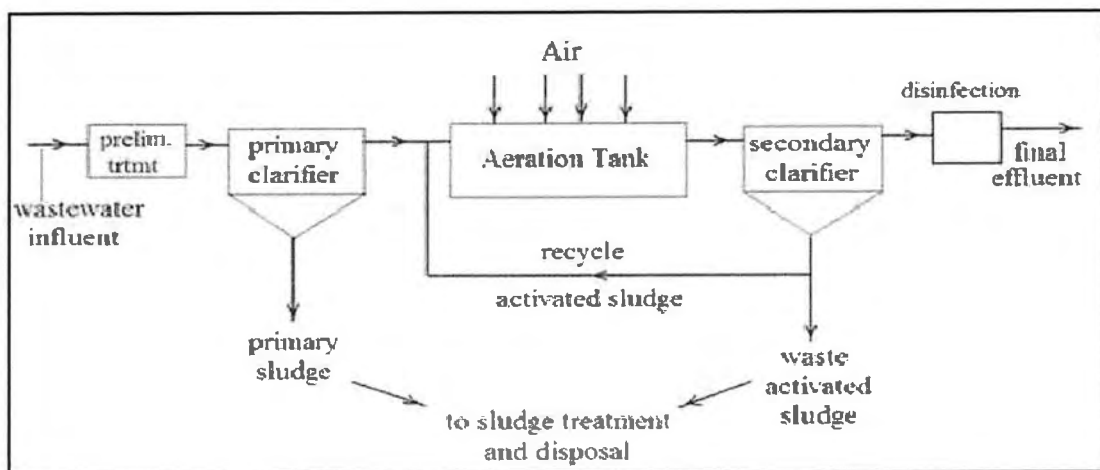 Air
disinfection
prelim.
trtmt
primary
clarifier
Aeration Tank
secondary
clarifier
final
effluent
wastewater
influent
recycle
activated sludge
primary
sludge
waste
activated
sludge
to sludge treatment
and disposal